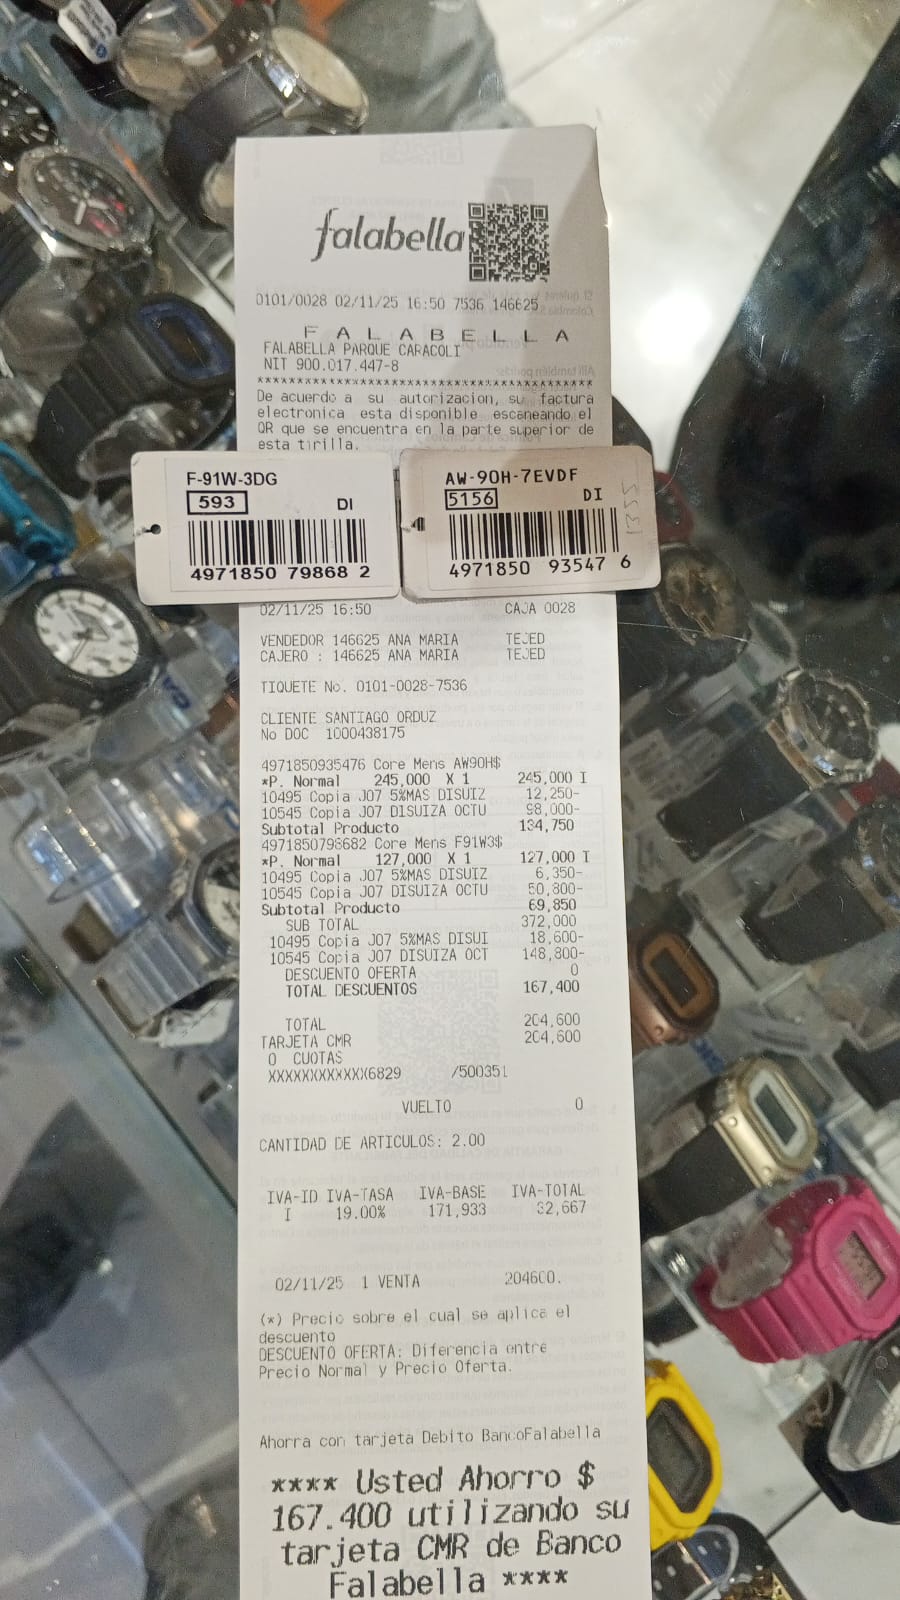 falabella
0101/0028 02/11/25 16:50 7536 146625
F A L A B E L L A
FALABELLA PARQUE CARACOLI
NIT 900.017.447-8
************************************************
De acuerdo a su autorizacion, su factura
electronica esta disponible escaneando el
QR que se encuentra en la parte superior de
esta tirilla.
F-91W-3DG
593 DI
4971850 79868 2
AW-90H-7EVDF
5156 DI
1355
4971850 93547 6
02/11/25 16:50 CAJA 0028
VENDEDOR 146625 ANA MARIA TEJED
CAJERO : 146625 ANA MARIA TEJED
TIQUETE No. 0101-0028-7536
CLIENTE SANTIAGO ORDUZ
No DOC 1000438175
4971850935476 Core Mens AW90H$
*P. Normal 245,000 X 1 245,000 I
10495 Copia J07 5%MAS DISUIZ 12,250-
10545 Copia J07 DISUIZA OCTU 98,000-
Subtotal Producto 134,750
4971850798682 Core Mens F91W3$
*P. Normal 127,000 X 1 127,000 I
10495 Copia J07 5%MAS DISUIZ 6,350-
10545 Copia J07 DISUIZA OCTU 50,800-
Subtotal Producto 69,850
SUB TOTAL 372,000
10495 Copia J07 5%MAS DISUI 18,600-
10545 Copia J07 DISUIZA OCT 148,800-
DESCUENTO OFERTA 0
TOTAL DESCUENTOS 167,400
TOTAL 204,600
TARJETA CMR 204,600
0 CUOTAS
XXXXXXXXXXXX6829 /500351
VUELTO 0
CANTIDAD DE ARTICULOS: 2.00
IVA-ID IVA-TASA IVA-BASE IVA-TOTAL
I 19.00% 171,933 32,667
02/11/25 1 VENTA 204600.
(*) Precio sobre el cual se aplica el
descuento
DESCUENTO OFERTA: Diferencia entre
Precio Normal y Precio Oferta.
Ahorra con tarjeta Debito BancoFalabella
**** Usted Ahorro $
167.400 utilizando su
tarjeta CMR de Banco
Falabella ****